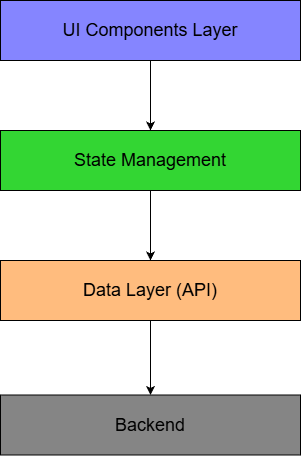 UI Components Layer
State Management
Data Layer (API)
Backend